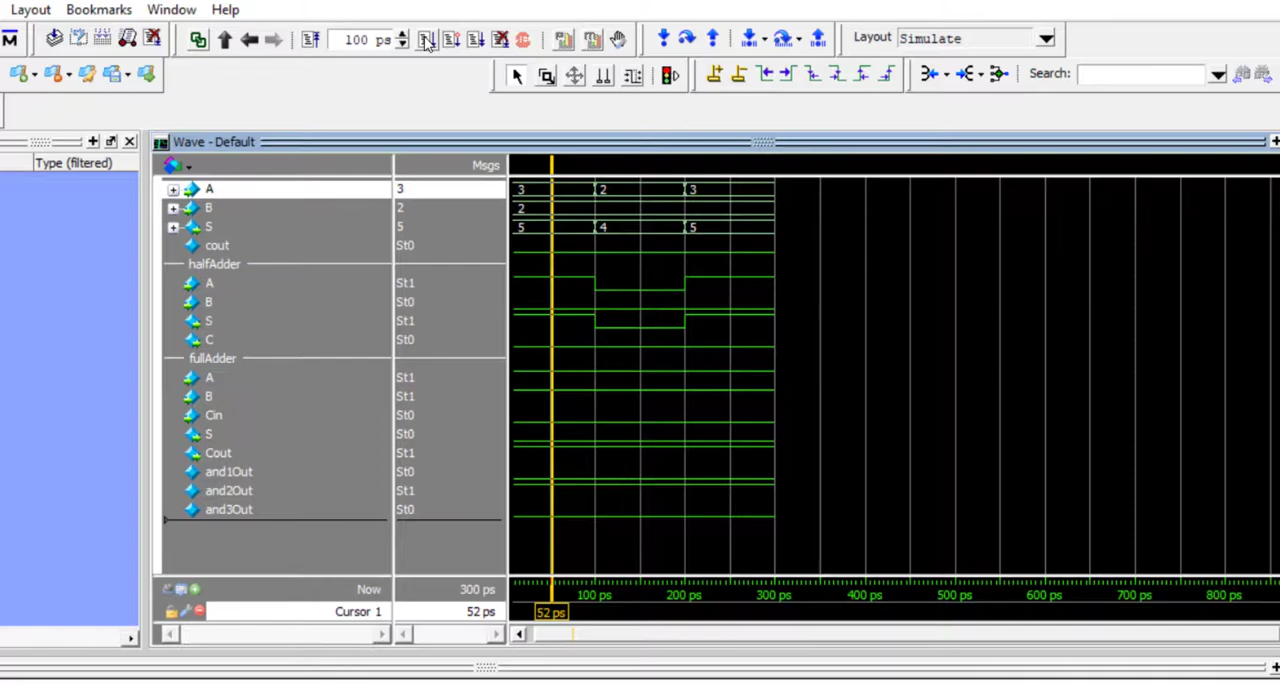 Layout Bookmarks Window Help
M 100 ps Layout Simulate
Search:
Wave - Default
Type (filtered)
Msgs
A 3 3 2 3
B 2 2
S 5 5 4 5
cout St0
halfAdder
A St1
B St0
S St1
C St0
fullAdder
A St1
B St1
Cin St0
S St0
Cout St1
and1Out St0
and2Out St1
and3Out St0
Now 300 ps 100 ps 200 ps 300 ps 400 ps 500 ps 600 ps 700 ps 800 ps
Cursor 1 52 ps 52 ps